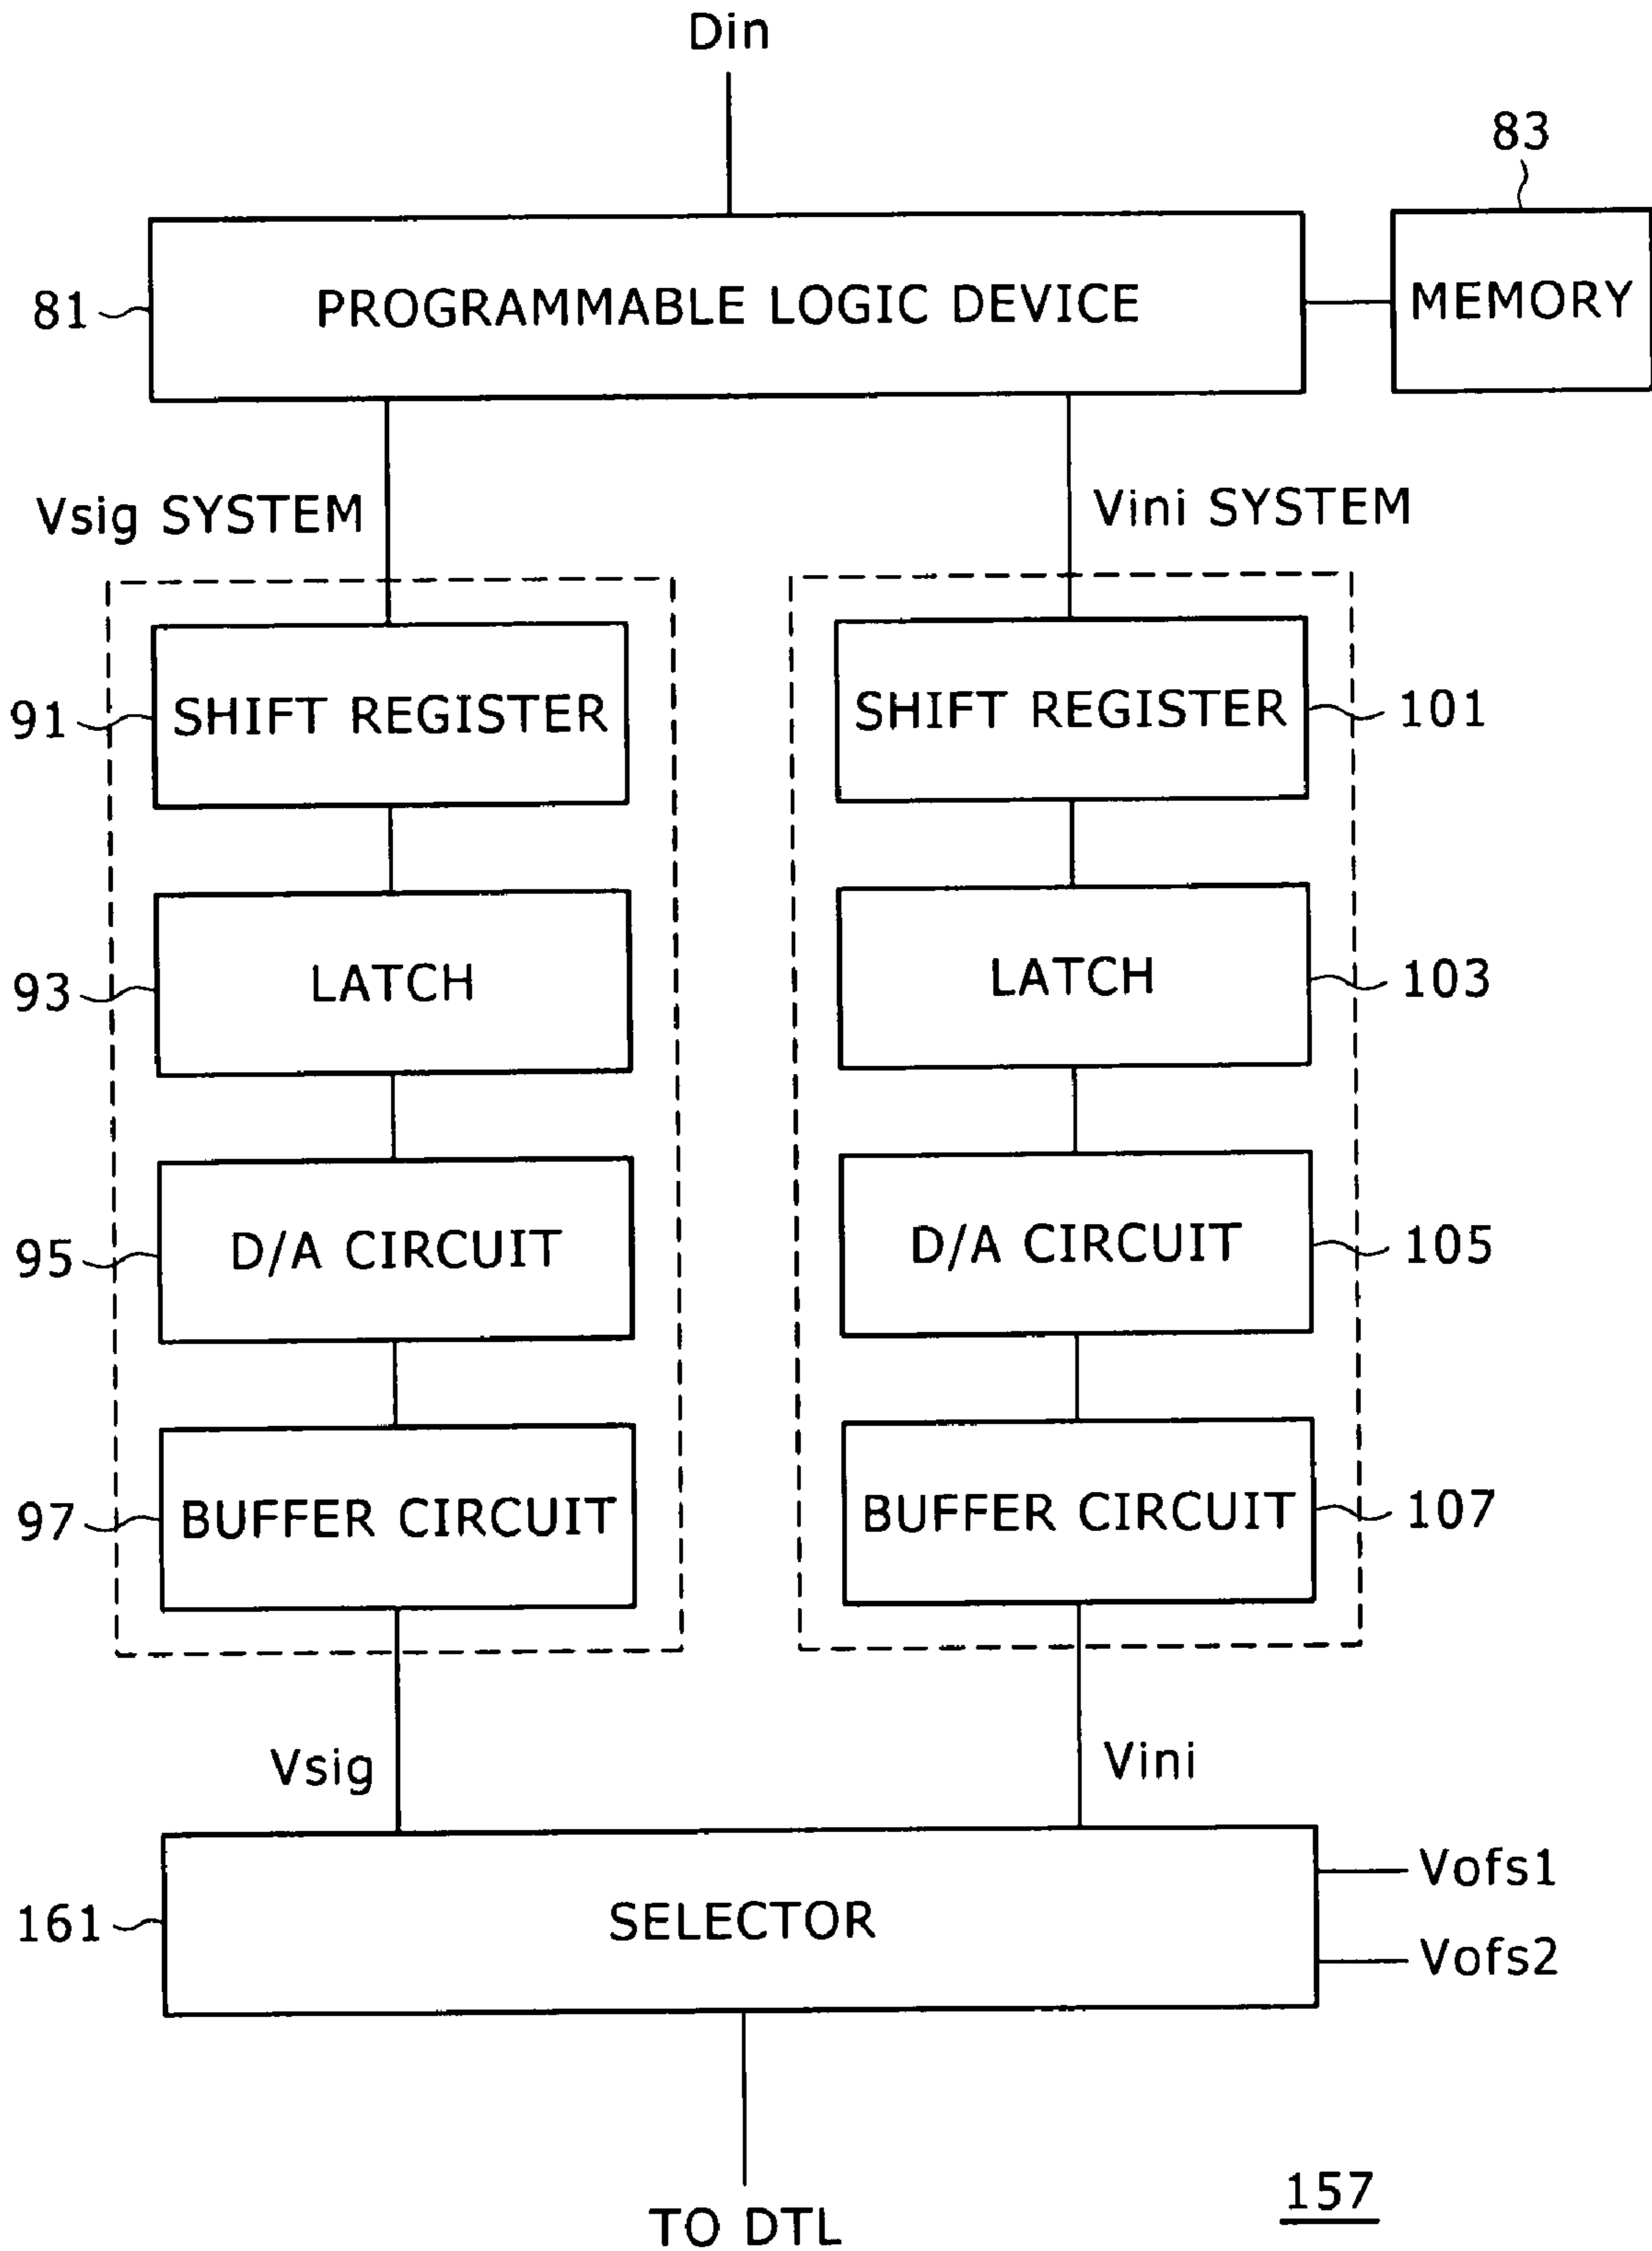 Din
83
81
PROGRAMMABLE LOGIC DEVICE
MEMORY
Vsig SYSTEM
Vini SYSTEM
91
SHIFT REGISTER
SHIFT REGISTER
101
93
LATCH
LATCH
103
95
D/A CIRCUIT
D/A CIRCUIT
105
97
BUFFER CIRCUIT
BUFFER CIRCUIT
107
Vsig
Vini
161
SELECTOR
Vofs1
Vofs2
TO DTL
157